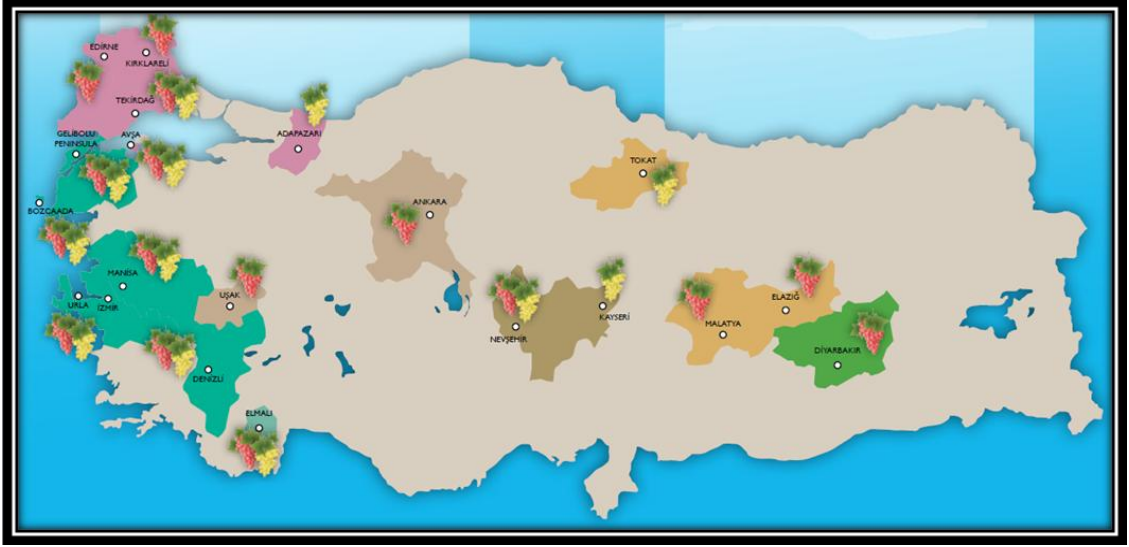 EDİRNE
KIRKLARELİ
TEKİRDAĞ
GELİBOLU
PENINSULA
AVŞA
ADAPAZARI
BOZCAADA
TOKAT
ANKARA
MANİSA
URLA
İZMİR
UŞAK
NEVŞEHİR
KAYSERİ
ELAZIĞ
MALATYA
DİYARBAKIR
DENİZLİ
ELMALI